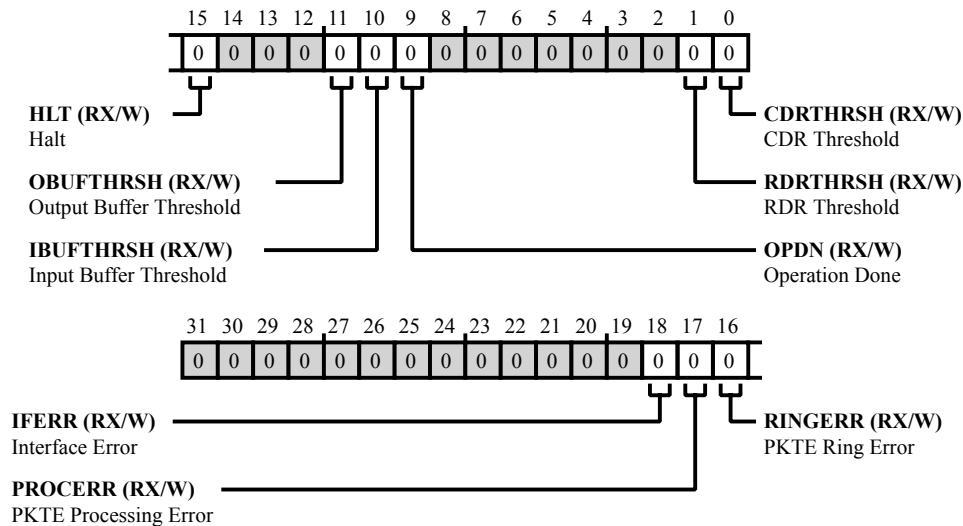 15 14 13 12 11 10 9 8 7 6 5 4 3 2 1 0
0 0 0 0 0 0 0 0 0 0 0 0 0 0 0 0
HLT (RX/W)
Halt
CDRTHRSH (RX/W)
CDR Threshold
OBUFTHRSH (RX/W)
Output Buffer Threshold
RDRTHRSH (RX/W)
RDR Threshold
IBUFTHRSH (RX/W)
Input Buffer Threshold
OPDN (RX/W)
Operation Done
31 30 29 28 27 26 25 24 23 22 21 20 19 18 17 16
0 0 0 0 0 0 0 0 0 0 0 0 0 0 0 0
IFERR (RX/W)
Interface Error
RINGERR (RX/W)
PKTE Ring Error
PROCERR (RX/W)
PKTE Processing Error